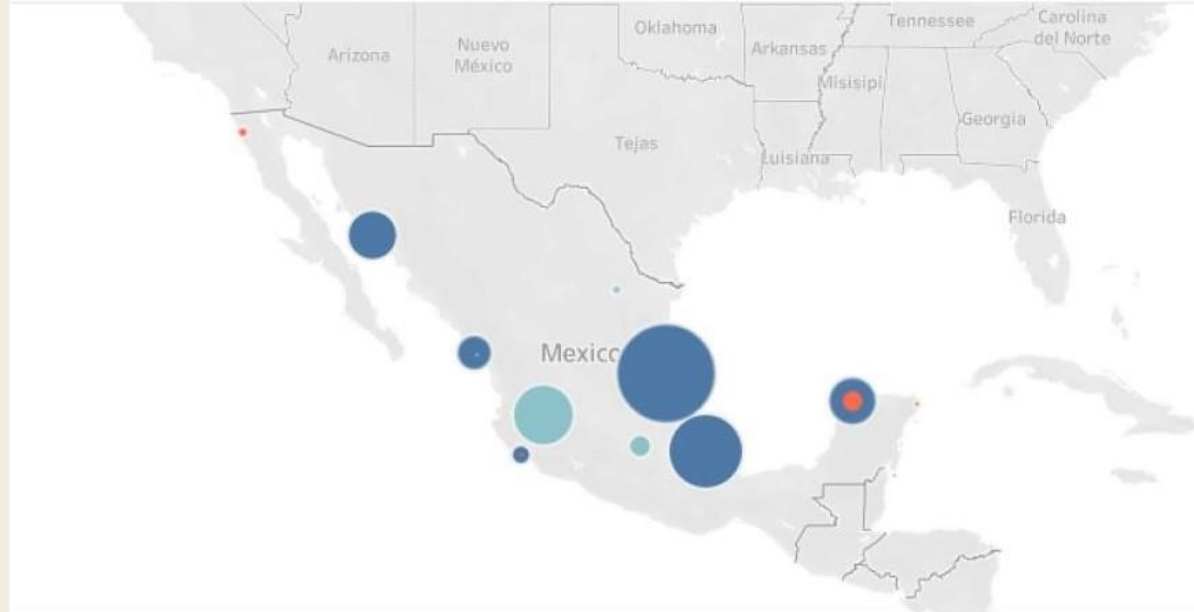 Oklahoma
Tennessee
Carolina
del Norte
Arizona
Nuevo
México
Arkansas
Misisipi
Georgia
Tejas
Luisiana
Florida
Mexico